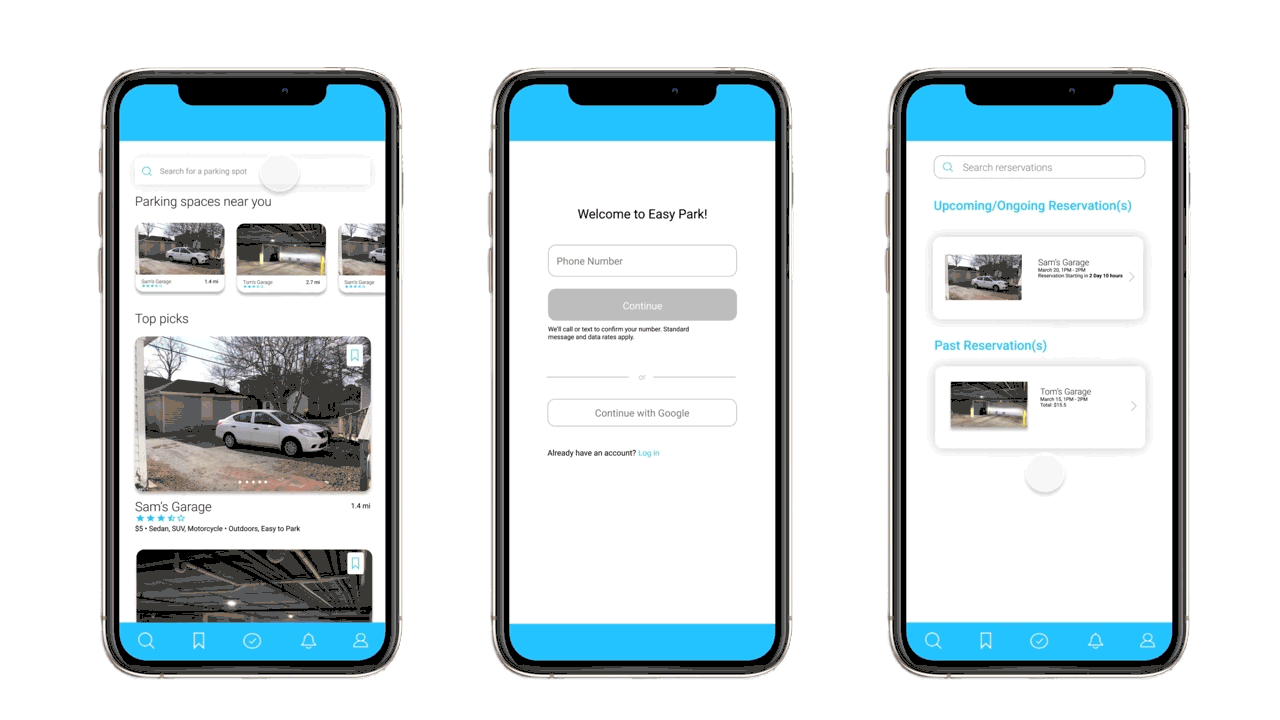 Search for a parking spot
Parking spaces near you
Sam's Garage 1.4 mi
Tom's Garage 2.7 mi
Sam's Garage
Top picks
Sam's Garage 1.4 mi
$5 • Sedan, SUV, Motorcycle • Outdoors, Easy to Park
Welcome to Easy Park!
Phone Number
Continue
We'll call or text to confirm your number. Standard
message and data rates apply.
or
Continue with Google
Already have an account? Log in
Search rerservations
Upcoming/Ongoing Reservation(s)
Sam's Garage
March 20, 1PM - 2PM
Reservation Starting in 2 Day 10 hours
Past Reservation(s)
Tom's Garage
March 15, 1PM - 2PM
Total: $15.5